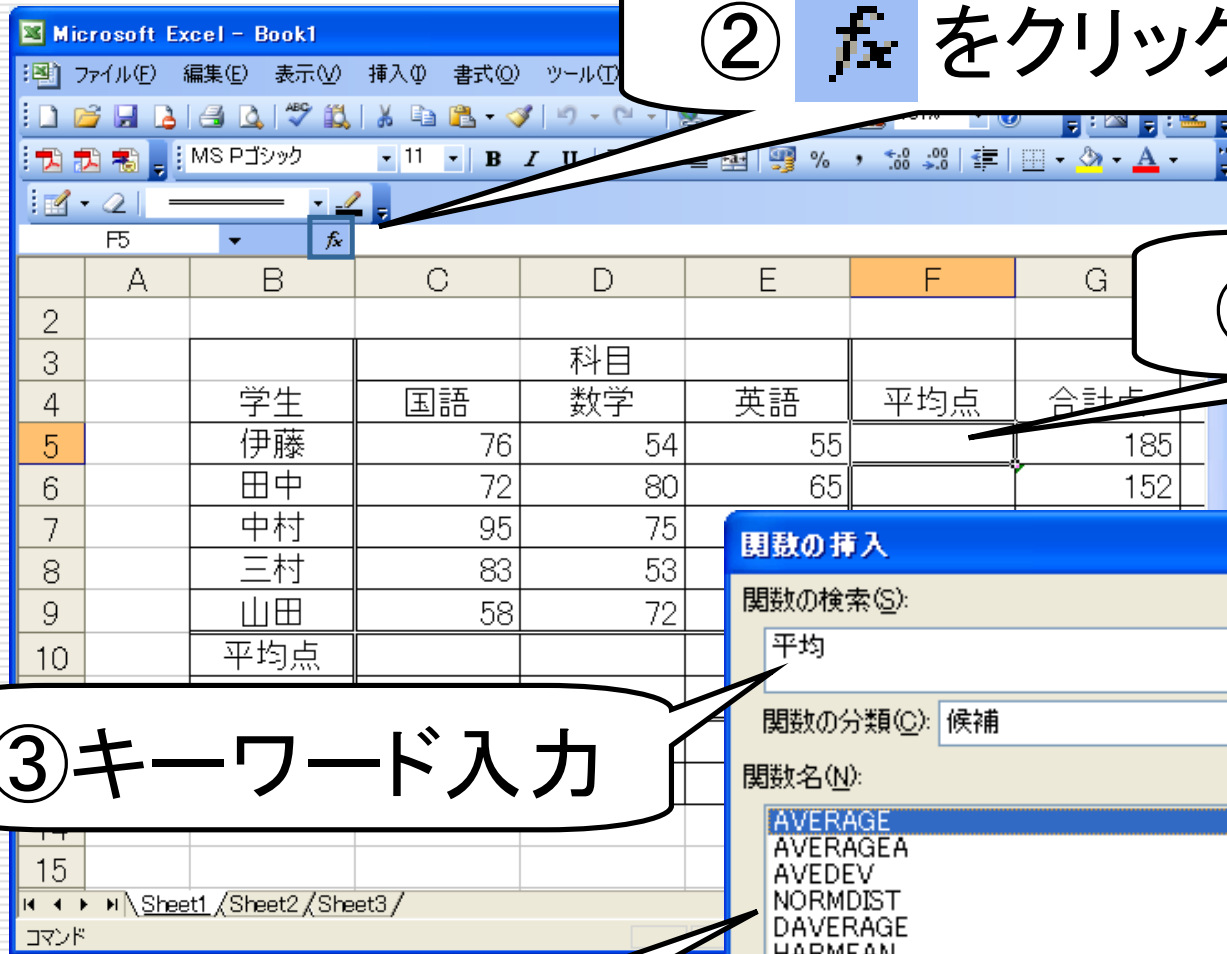 Microsoft Excel - Book1
② fx をクリック
ファイル(F) 編集(E) 表示(V) 挿入(I) 書式(O) ツール(T)
MS Pゴシック 11 B I U %
F5 fx
A B C D E F G
2
3 科目
4 学生 国語 数学 英語 平均点 合計点
5 伊藤 76 54 55 185
6 田中 72 80 65 152
7 中村 95 75
8 三村 83 53
9 山田 58 72
10 平均点
③キーワード入力
14
15
Sheet1 Sheet2 Sheet3
コマンド
関数の挿入
関数の検索(S):
平均
関数の分類(C): 候補
関数名(N):
AVERAGE
AVERAGEA
AVEDEV
NORMDIST
DAVERAGE
HARMEAN